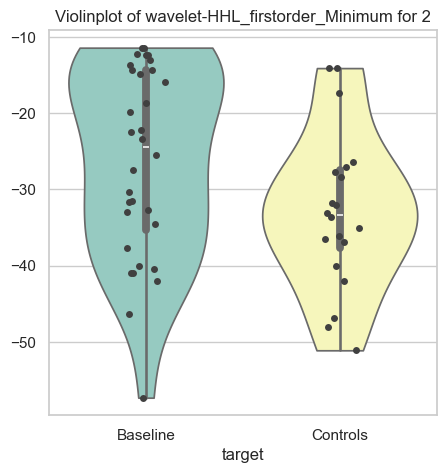 Violinplot of wavelet-HHL_firstorder_Minimum for 2
−10
−20
−30
−40
−50
Baseline Controls
target